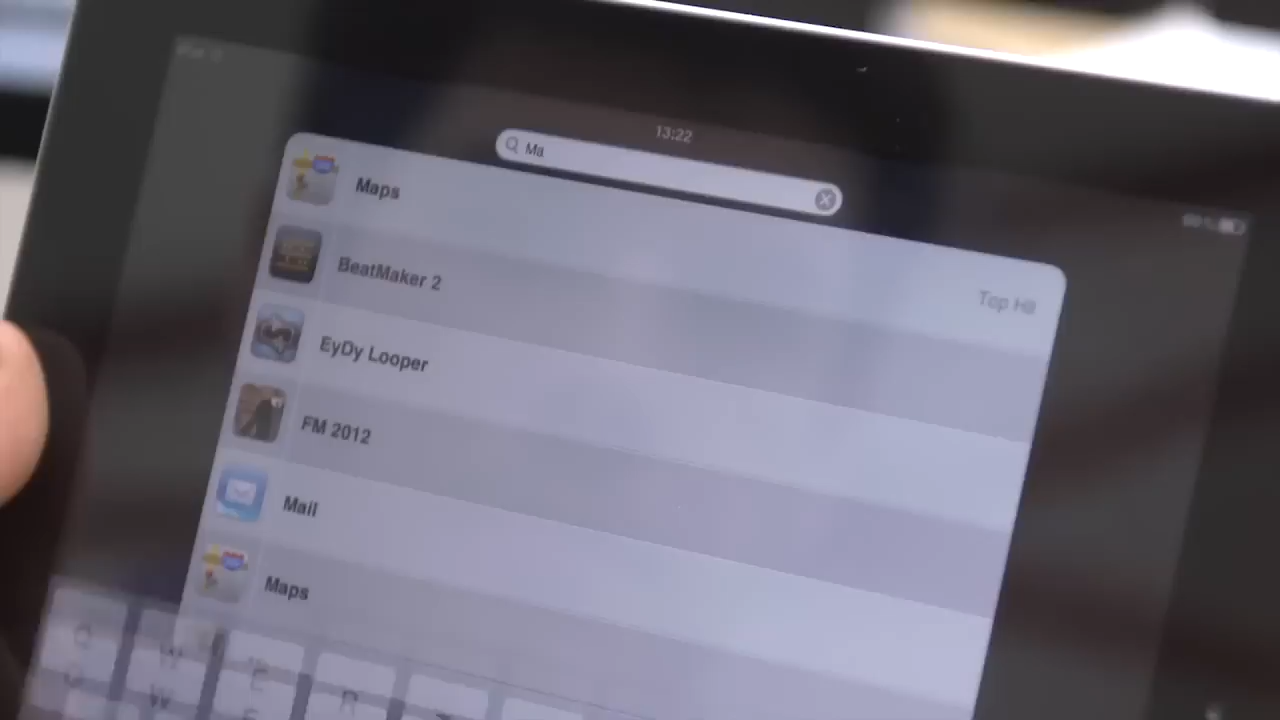 13:22
Ma
Maps
Top Hit
BeatMaker 2
EyDy Looper
FM 2012
Mail
Maps
Q W E R